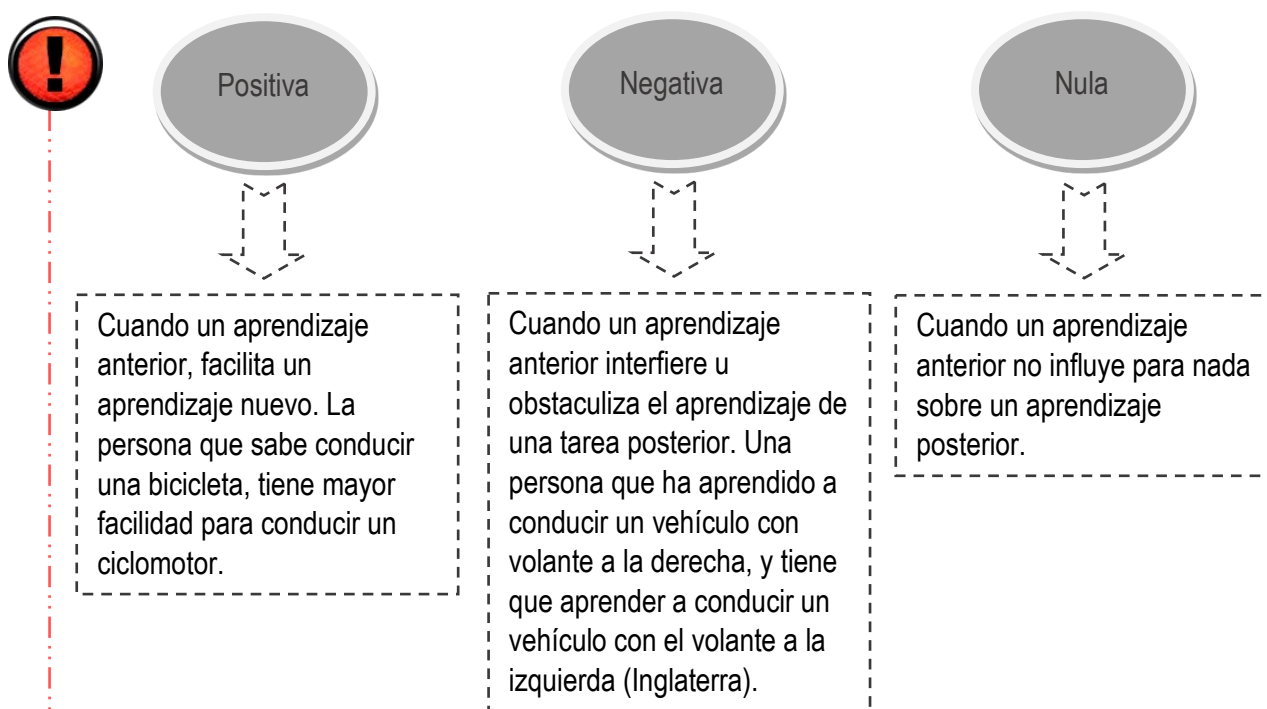 !
Positiva
Negativa
Nula
Cuando un aprendizaje
anterior, facilita un
aprendizaje nuevo. La
persona que sabe conducir
una bicicleta, tiene mayor
facilidad para conducir un
ciclomotor.
Cuando un aprendizaje
anterior interfiere u
obstaculiza el aprendizaje de
una tarea posterior. Una
persona que ha aprendido a
conducir un vehículo con
volante a la derecha, y tiene
que aprender a conducir un
vehículo con el volante a la
izquierda (Inglaterra).
Cuando un aprendizaje
anterior no influye para nada
sobre un aprendizaje
posterior.